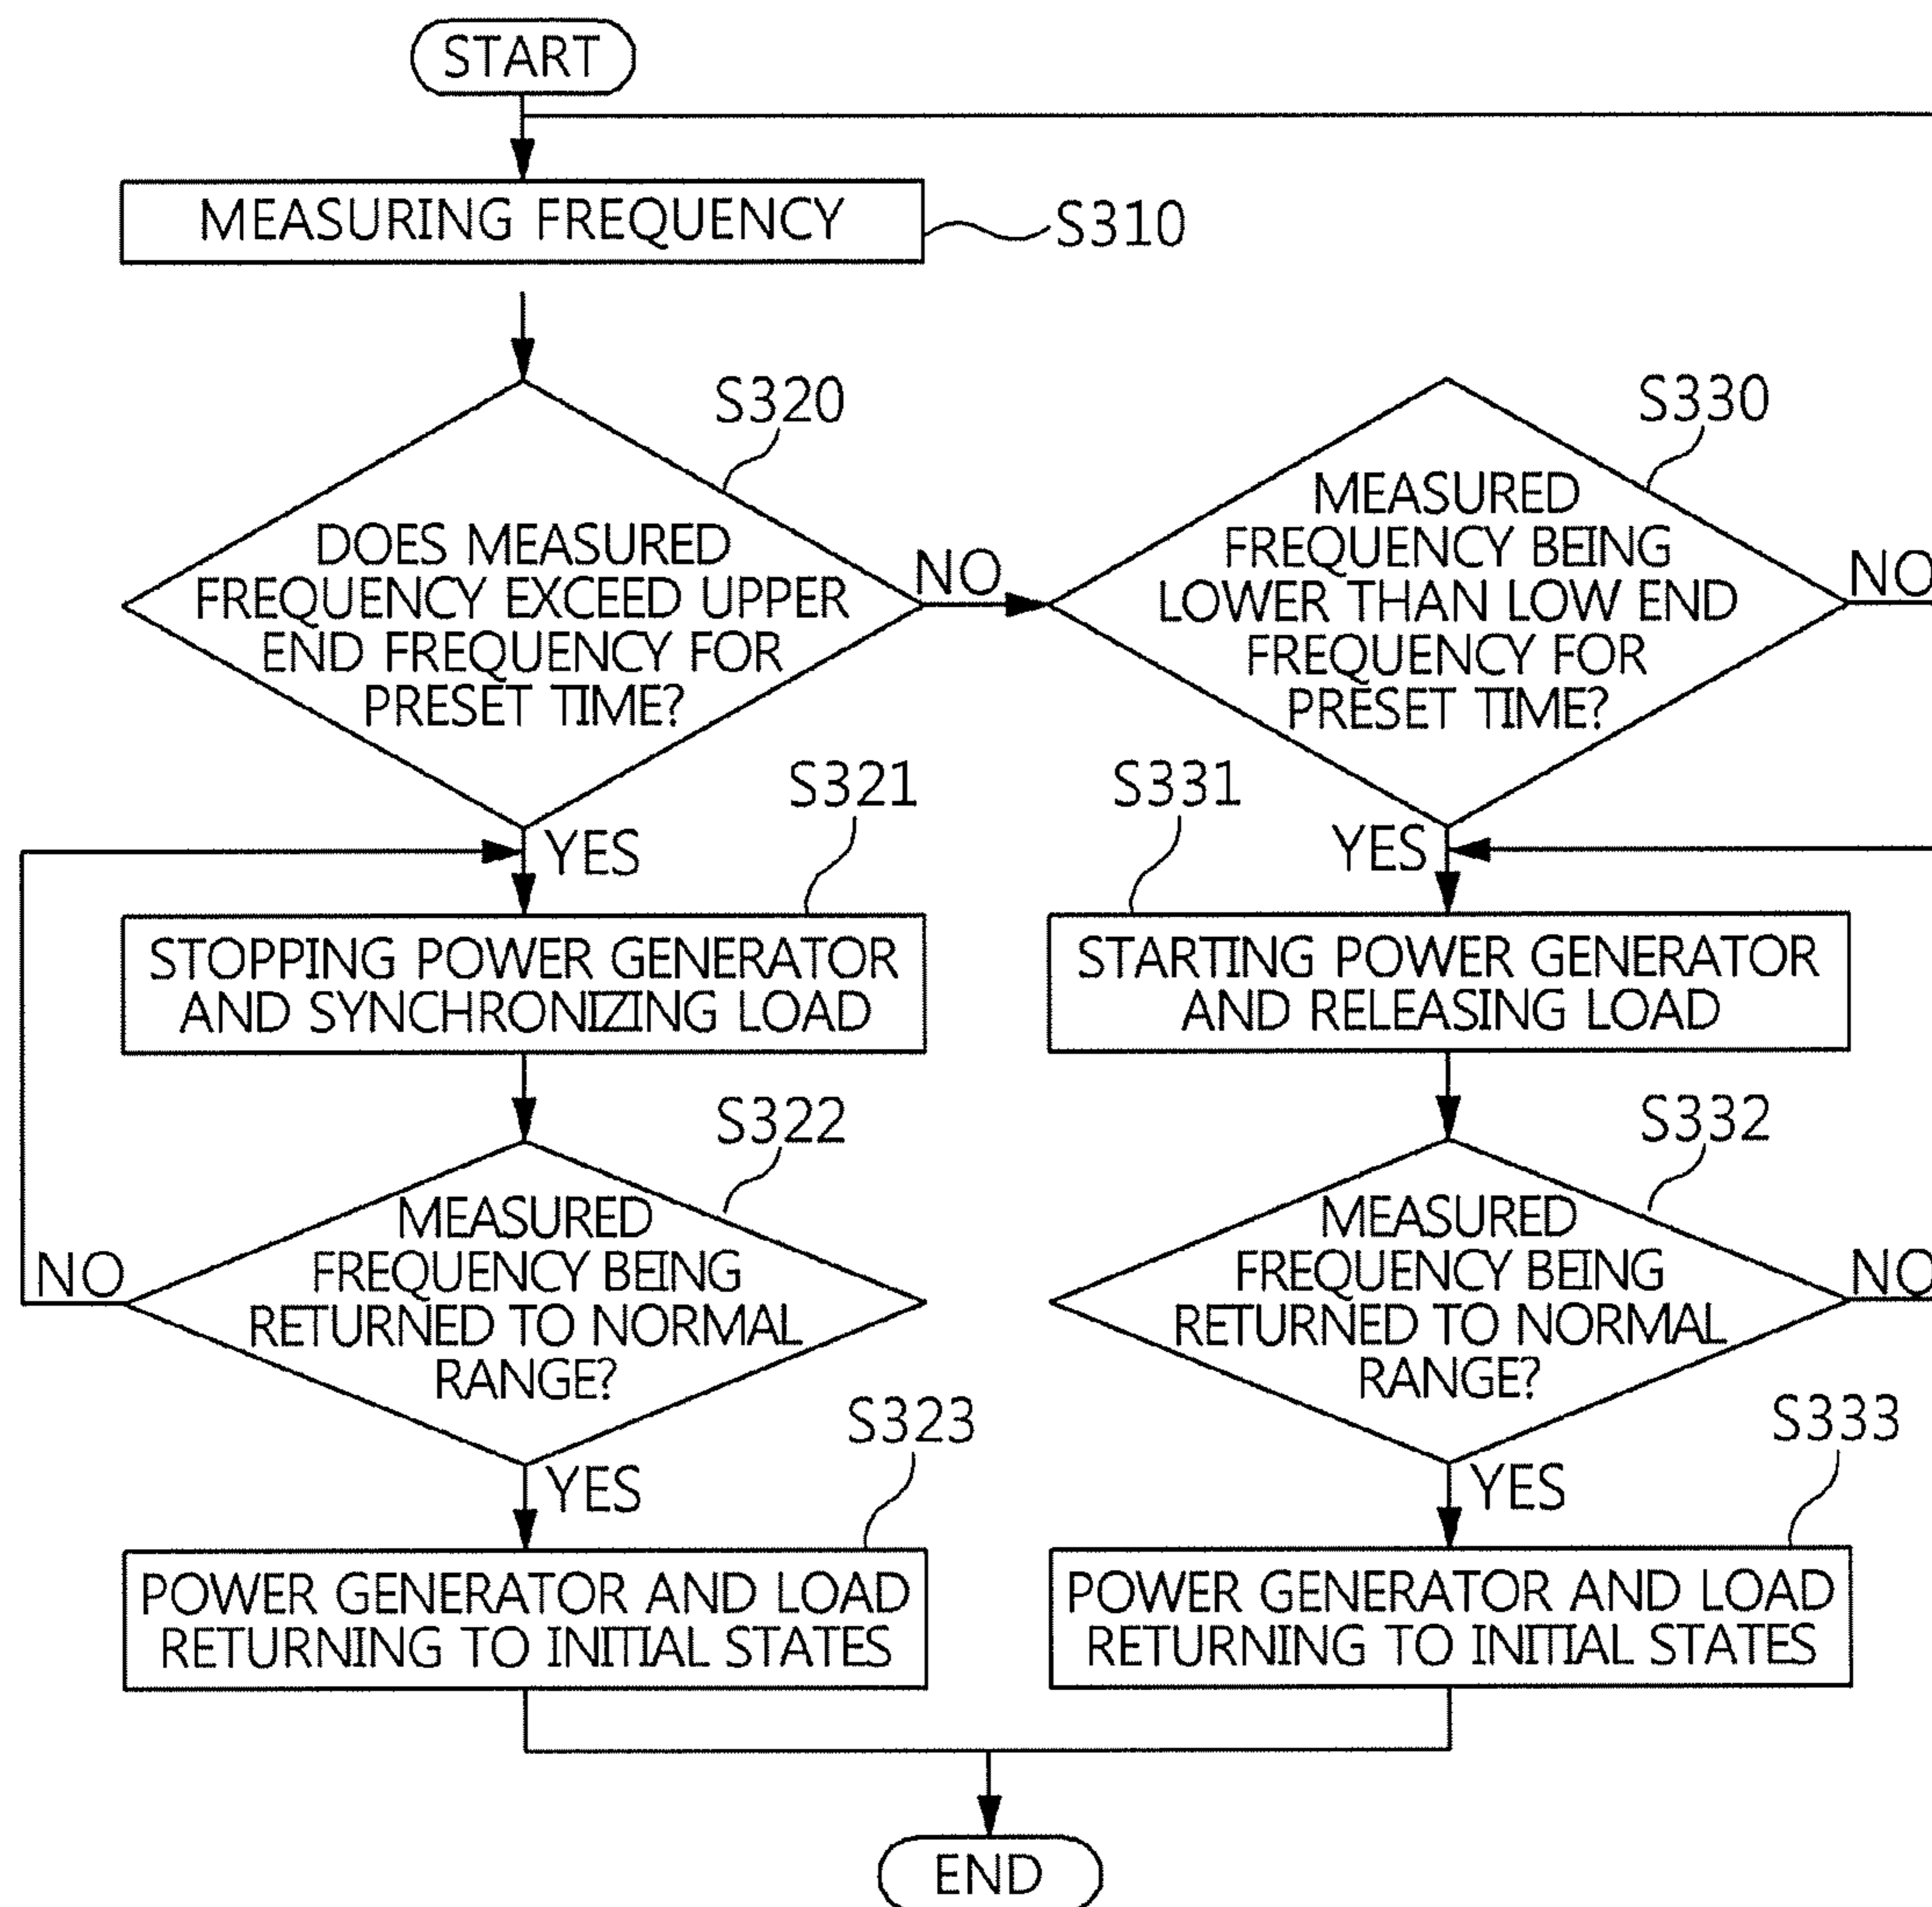 START
MEASURING FREQUENCY
S310
S320
DOES MEASURED
FREQUENCY EXCEED UPPER
END FREQUENCY FOR
PRESET TIME?
NO
S330
MEASURED
FREQUENCY BEING
LOWER THAN LOW END
FREQUENCY FOR
PRESET TIME?
NO
YES
S321
STOPPING POWER GENERATOR
AND SYNCHRONIZING LOAD
S331
YES
STARTING POWER GENERATOR
AND RELEASING LOAD
S322
MEASURED
FREQUENCY BEING
RETURNED TO NORMAL
RANGE?
NO
S332
MEASURED
FREQUENCY BEING
RETURNED TO NORMAL
RANGE?
NO
YES
S323
POWER GENERATOR AND LOAD
RETURNING TO INITIAL STATES
YES
S333
POWER GENERATOR AND LOAD
RETURNING TO INITIAL STATES
END